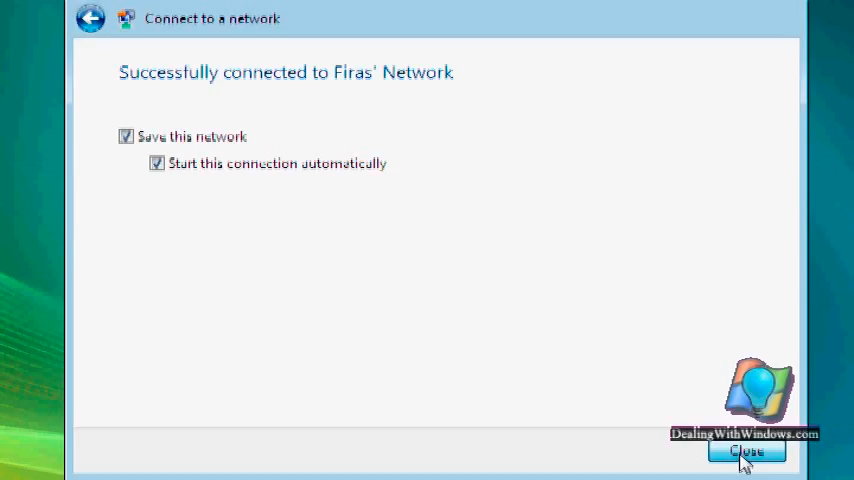 Connect to a network
Successfully connected to Firas' Network
Save this network
Start this connection automatically
DealingWithWindows.com
Close